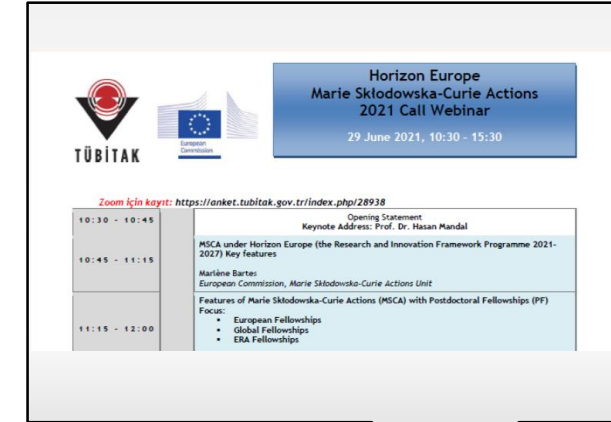 Horizon Europe
Marie Skłodowska-Curie Actions
2021 Call Webinar
29 June 2021, 10:30 - 15:30
TÜBİTAK
European
Commission
Zoom için kayıt: https://anket.tubitak.gov.tr/index.php/28938
10:30 - 10:45
Opening Statement
Keynote Address: Prof. Dr. Hasan Mandal
10:45 - 11:15
MSCA under Horizon Europe (the Research and Innovation Framework Programme 2021-
2027) Key features
Marlène Bartes
European Commission, Marie Skłodowska-Curie Actions Unit
11:15 - 12:00
Features of Marie Skłodowska-Curie Actions (MSCA) with Postdoctoral Fellowships (PF)
Focus:
• European Fellowships
• Global Fellowships
• ERA Fellowships